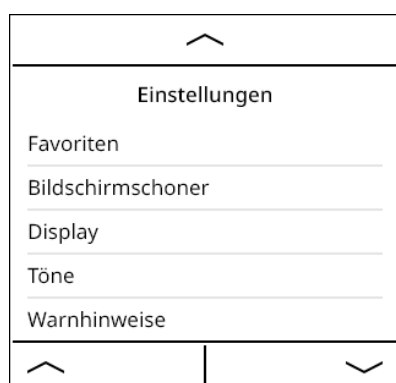 Einstellungen
Favoriten
Bildschirmschoner
Display
Töne
Warnhinweise